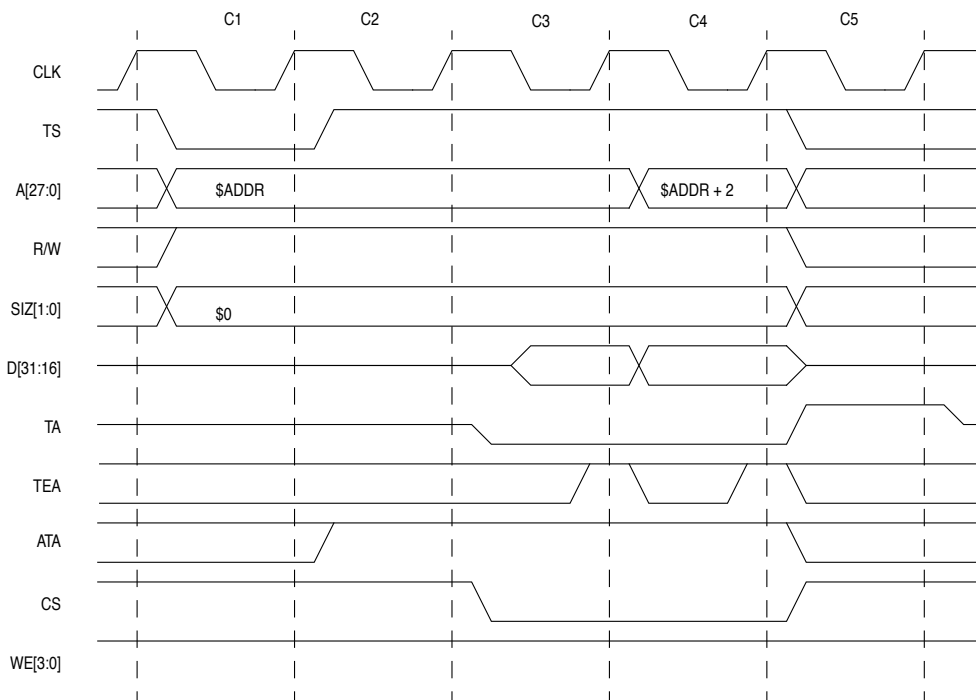 C1 C2 C3 C4 C5
CLK
TS
A[27:0] $ADDR $ADDR + 2
R/W
SIZ[1:0] $0
D[31:16]
TA
TEA
ATA
CS
WE[3:0]